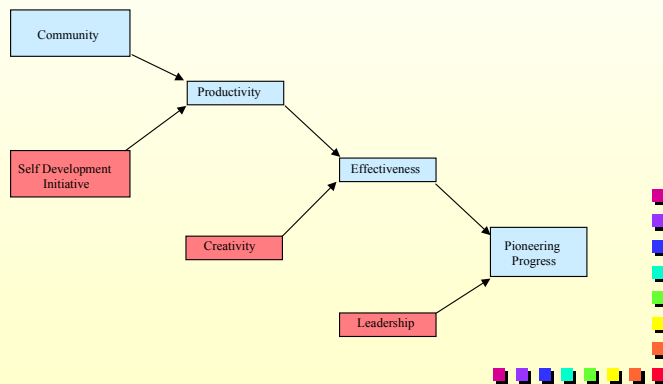 Community
Productivity
Self Development
Initiative
Effectiveness
Creativity
Pioneering
Progress
Leadership